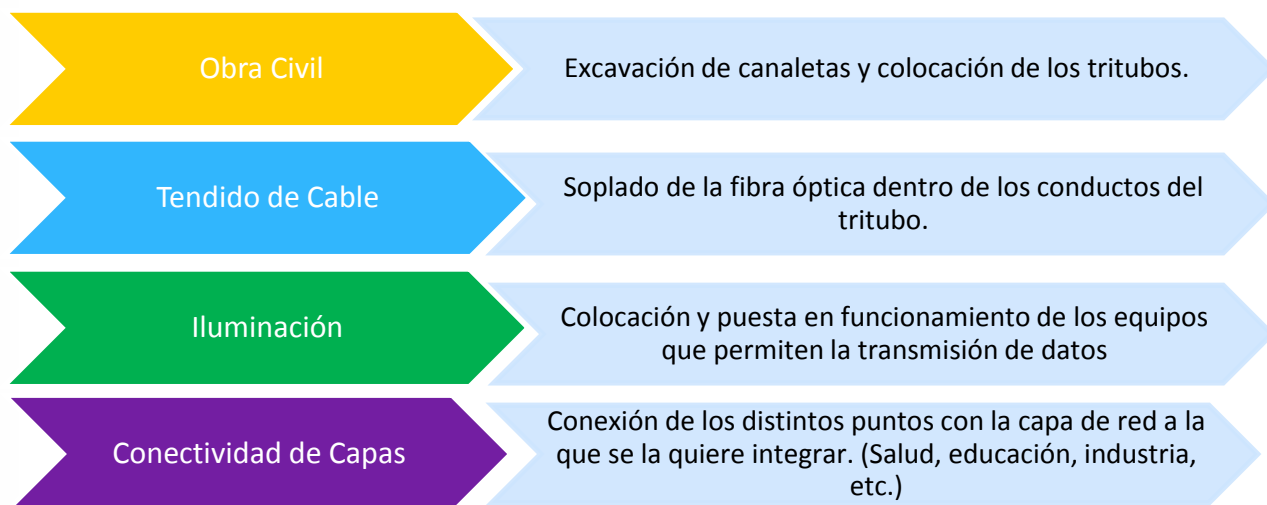 Obra Civil
Excavación de canaletas y colocación de los tritubos.
Tendido de Cable
Soplado de la fibra óptica dentro de los conductos del
tritubo.
Iluminación
Colocación y puesta en funcionamiento de los equipos
que permiten la transmisión de datos
Conectividad de Capas
Conexión de los distintos puntos con la capa de red a la
que se la quiere integrar. (Salud, educación, industria,
etc.)